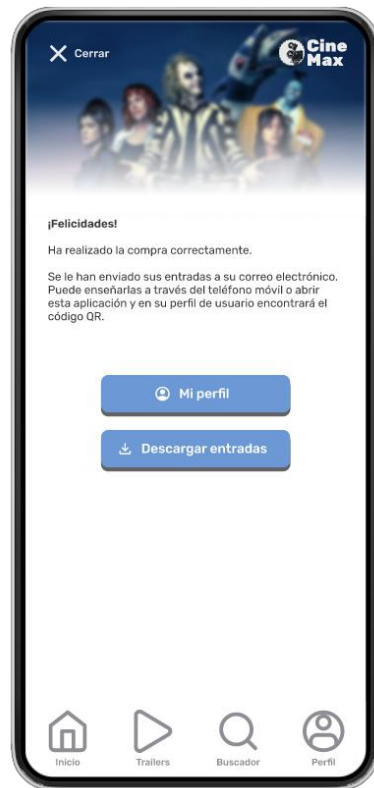 Cerrar
Cine
Max
¡Felicidades!
Ha realizado la compra correctamente.
Se le han enviado sus entradas a su correo electrónico.
Puede enseñarlas a través del teléfono móvil o abrir
esta aplicación y en su perfil de usuario encontrará el
código QR.
Mi perfil
Descargar entradas
Inicio
Trailers
Buscador
Perfil